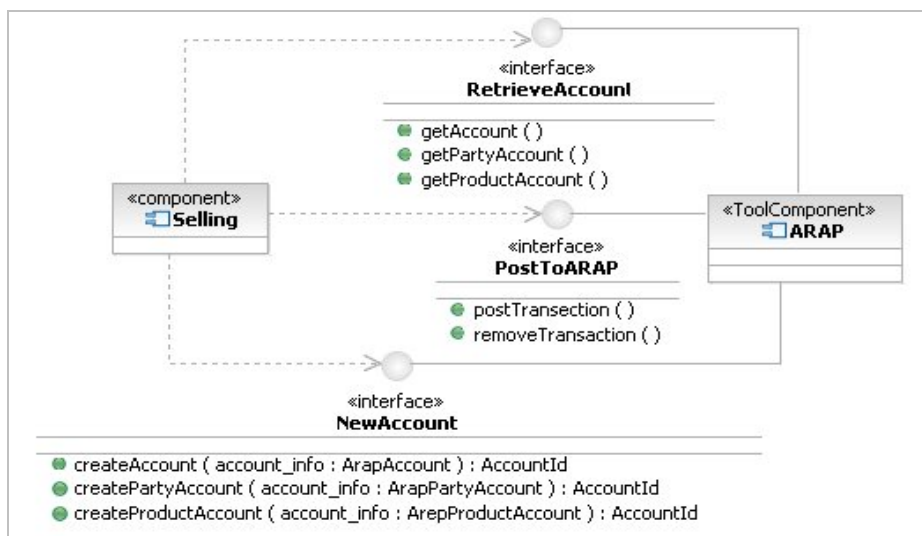 «interface»
RetrieveAccount
getAccount ( )
getPartyAccount ( )
getProductAccount ( )
«component»
Selling
«ToolComponent»
ARAP
«interface»
PostToARAP
postTransection ( )
removeTransaction ( )
«interface»
NewAccount
createAccount ( account_info : ArapAccount ) : AccountId
createPartyAccount ( account_info : ArapPartyAccount ) : AccountId
createProductAccount ( account_info : ArepProductAccount ) : AccountId